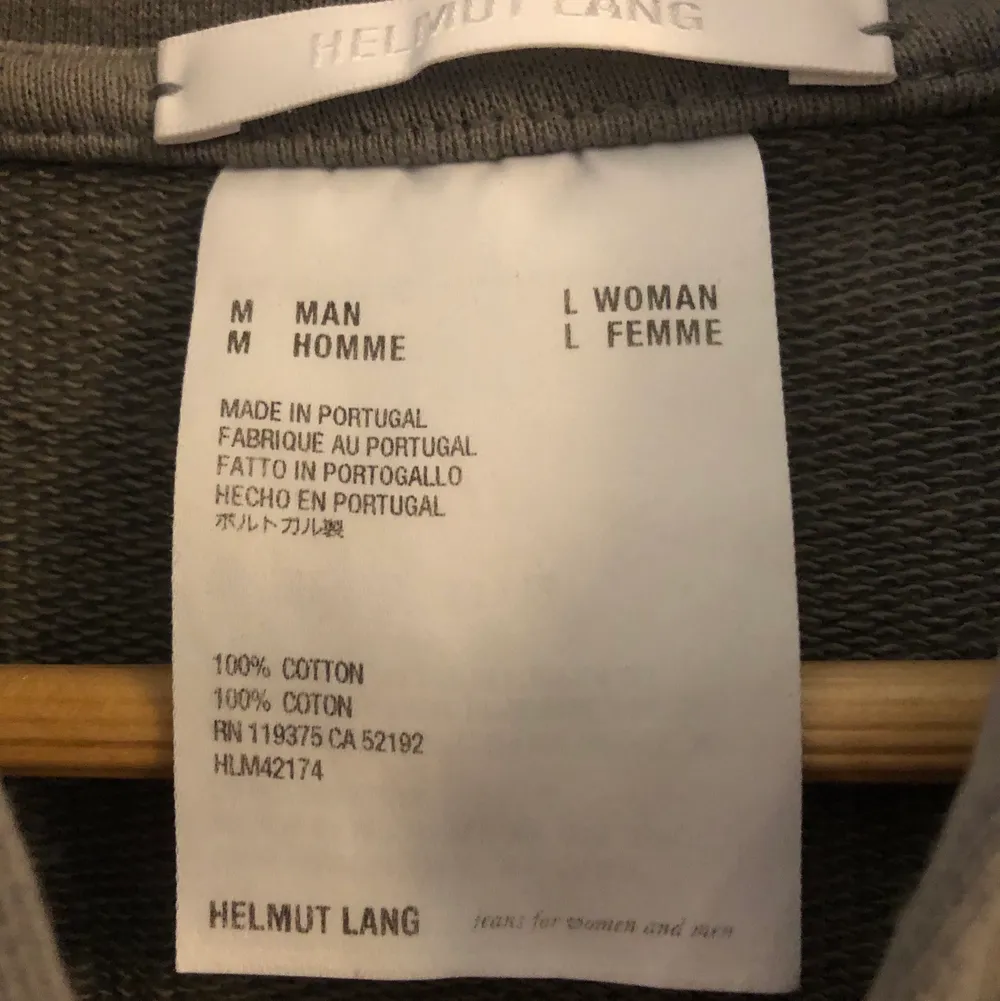 HELMUT LANG
M MAN L WOMAN
M HOMME L FEMME
MADE IN PORTUGAL
FABRIQUE AU PORTUGAL
FATTO IN PORTOGALLO
HECHO EN PORTUGAL
ポルトガル製
100% COTTON
100% COTON
RN 119375 CA 52192
HLM42174
HELMUT LANG jeans for women and men